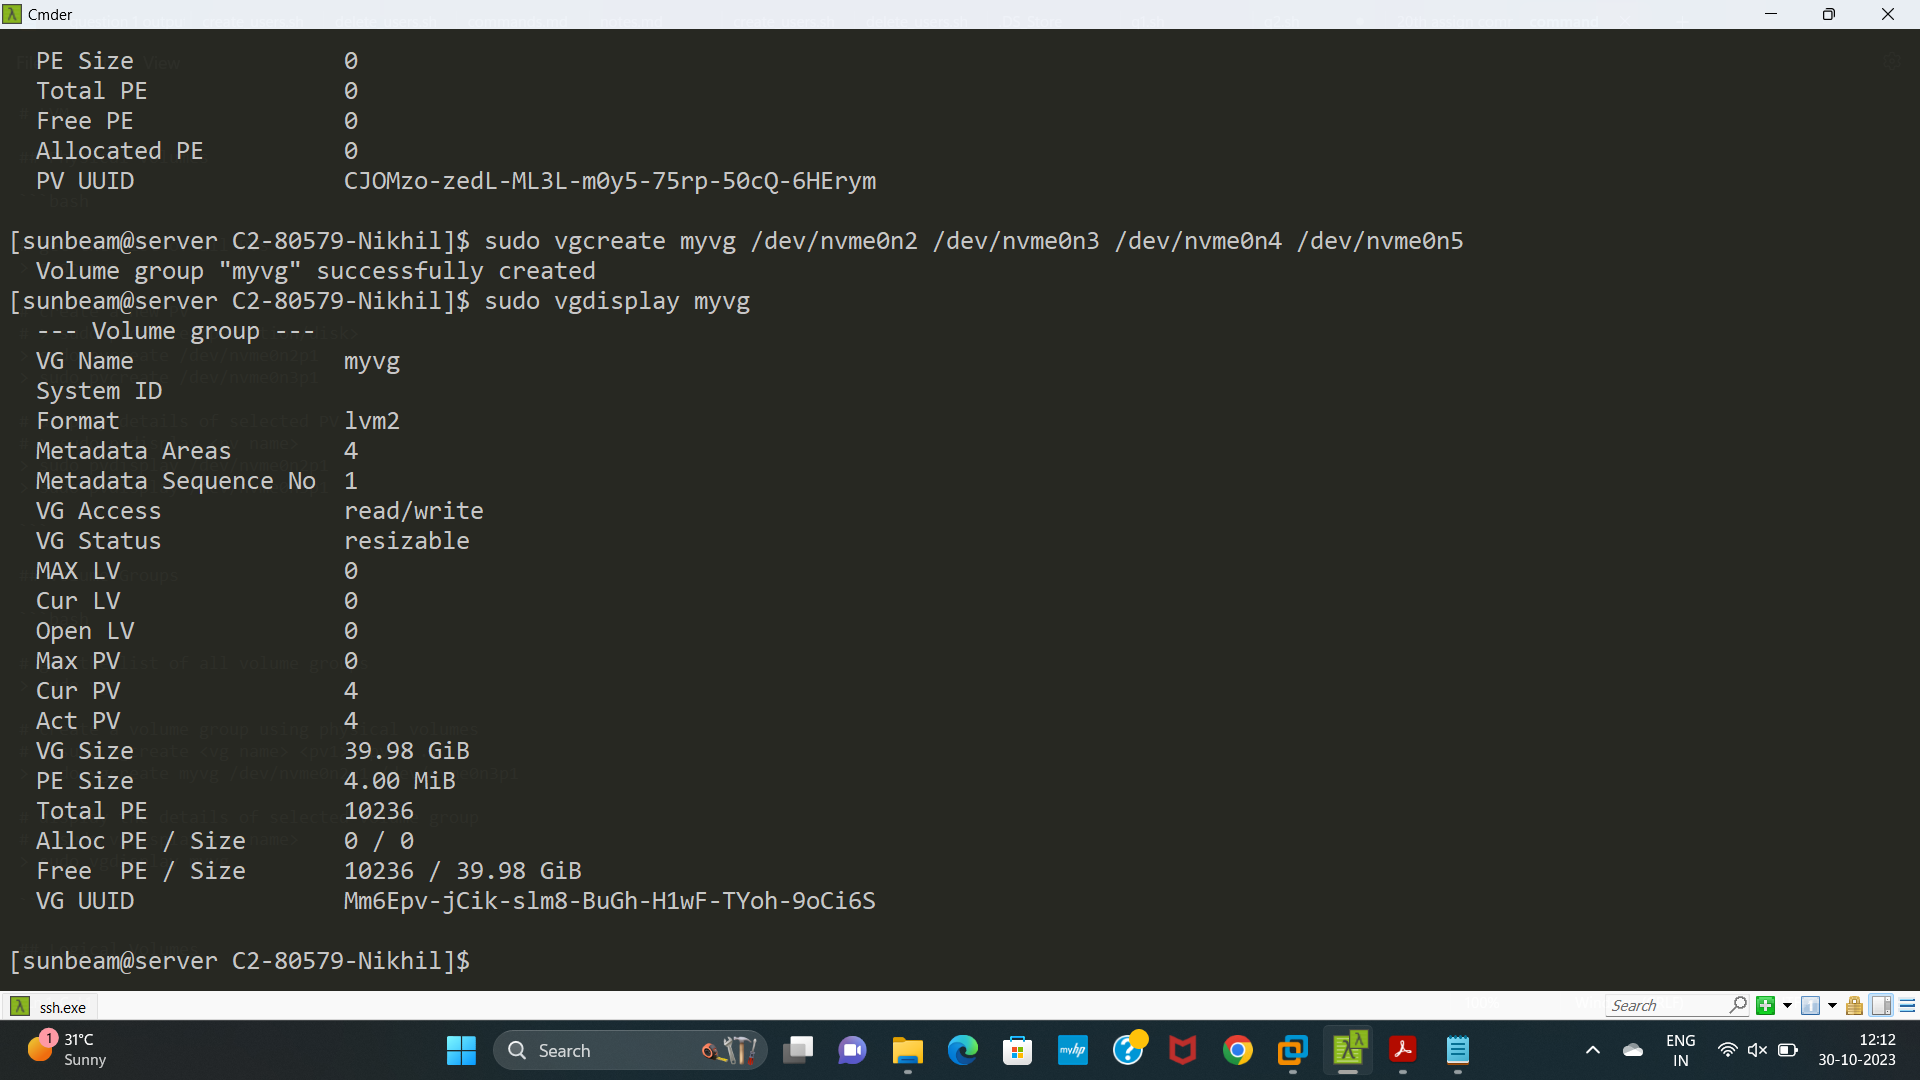 Cmder
PE Size 0
Total PE 0
Free PE 0
Allocated PE 0
PV UUID CJOMzo-zedL-ML3L-m0y5-75rp-50cQ-6HErym
[sunbeam@server C2-80579-Nikhil]$ sudo vgcreate myvg /dev/nvme0n2 /dev/nvme0n3 /dev/nvme0n4 /dev/nvme0n5
Volume group "myvg" successfully created
[sunbeam@server C2-80579-Nikhil]$ sudo vgdisplay myvg
--- Volume group ---
VG Name myvg
System ID
Format lvm2
Metadata Areas 4
Metadata Sequence No 1
VG Access read/write
VG Status resizable
MAX LV 0
Cur LV 0
Open LV 0
Max PV 0
Cur PV 4
Act PV 4
VG Size 39.98 GiB
PE Size 4.00 MiB
Total PE 10236
Alloc PE / Size 0 / 0
Free  PE / Size 10236 / 39.98 GiB
VG UUID Mm6Epv-jCik-slm8-BuGh-H1wF-TYoh-9oCi6S
[sunbeam@server C2-80579-Nikhil]$
ssh.exe
Search
1
31°C
Sunny
Search
myhp
ENG
IN
12:12
30-10-2023